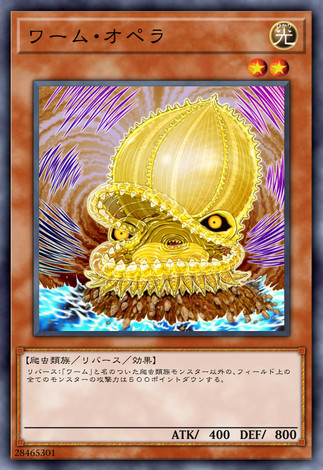 ワーム・オペラ
光
【爬虫類族／リバース／効果】
リバース：「ワーム」と名のついた爬虫類族モンスター以外の、フィールド上の
全てのモンスターの攻撃力は５００ポイントダウンする。
ATK/ 400 DEF/ 800
28465301